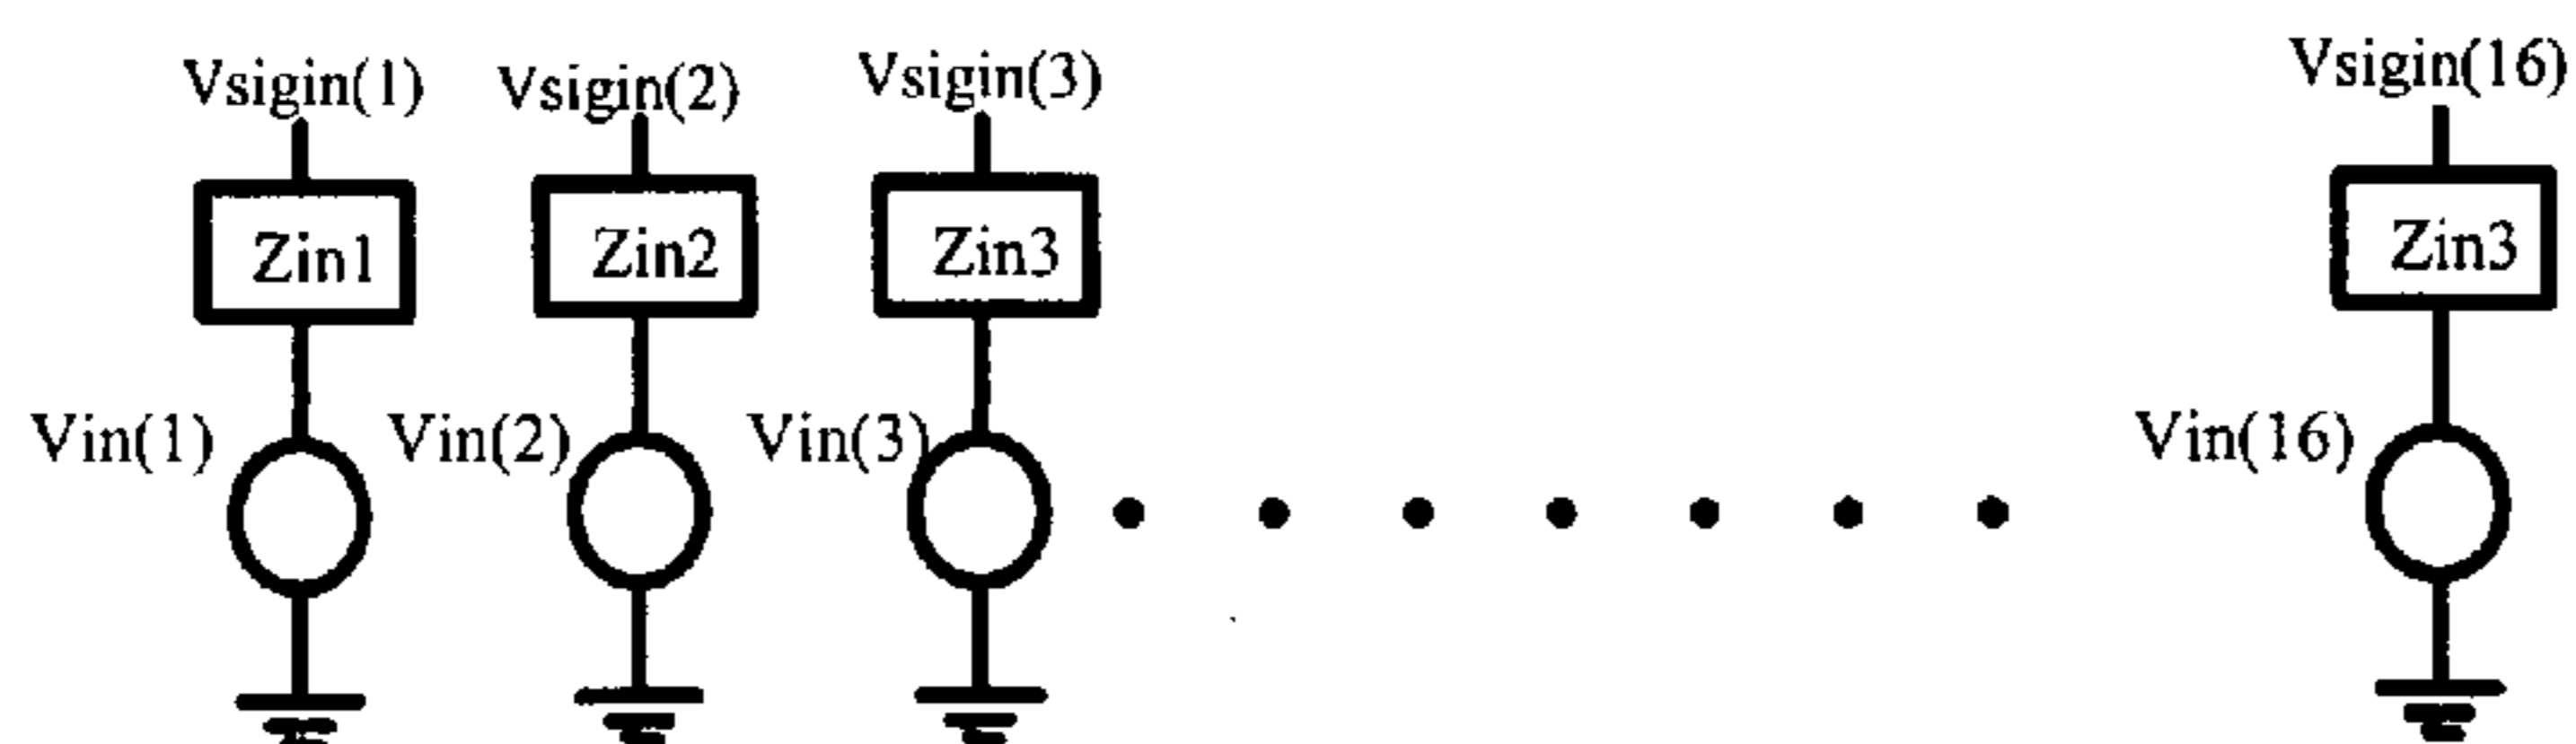 Vsigin(1) Vsigin(2) Vsigin(3) Vsigin(16)
Zin1 Zin2 Zin3 Zin3
Vin(1) Vin(2) Vin(3) Vin(16)